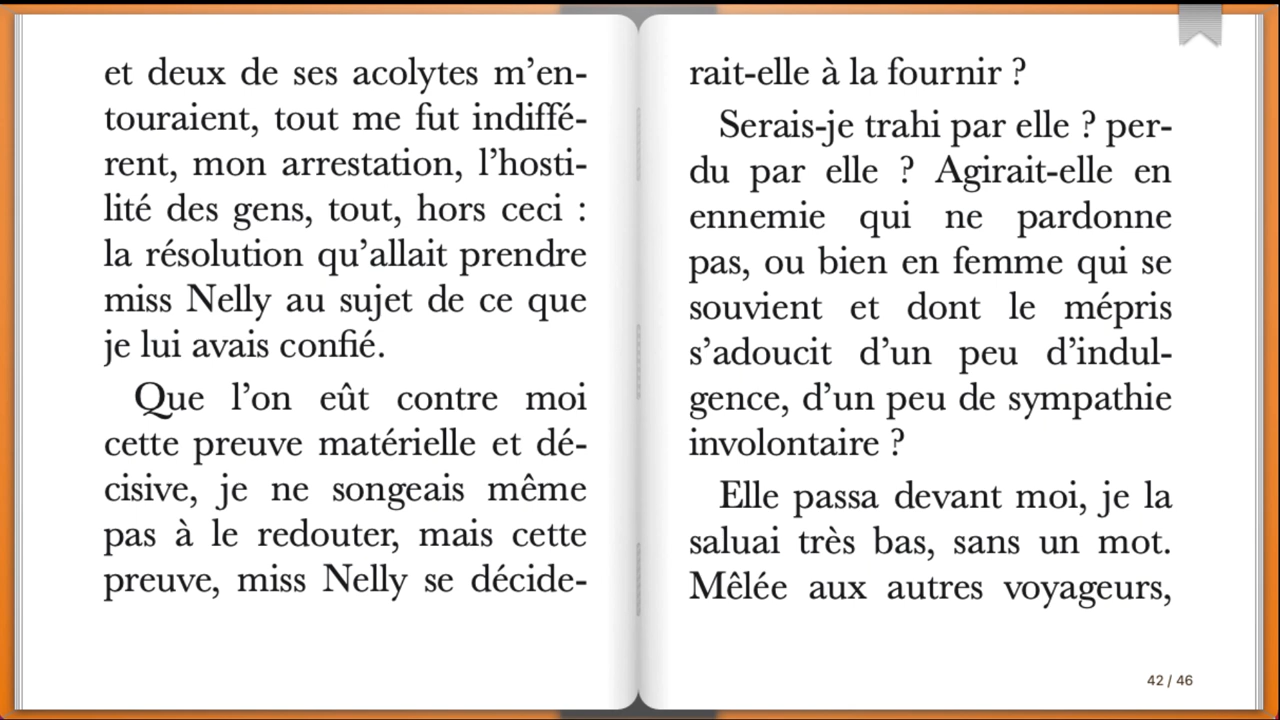 et deux de ses acolytes m’en-
touraient, tout me fut indiffé-
rent, mon arrestation, l’hosti-
lité des gens, tout, hors ceci :
la résolution qu’allait prendre
miss Nelly au sujet de ce que
je lui avais confié.
Que l’on eût contre moi
cette preuve matérielle et dé-
cisive, je ne songeais même
pas à le redouter, mais cette
preuve, miss Nelly se décide-
rait-elle à la fournir ?
Serais-je trahi par elle ? per-
du par elle ? Agirait-elle en
ennemie qui ne pardonne
pas, ou bien en femme qui se
souvient et dont le mépris
s’adoucit d’un peu d’indul-
gence, d’un peu de sympathie
involontaire ?
Elle passa devant moi, je la
saluai très bas, sans un mot.
Mêlée aux autres voyageurs,
42 / 46